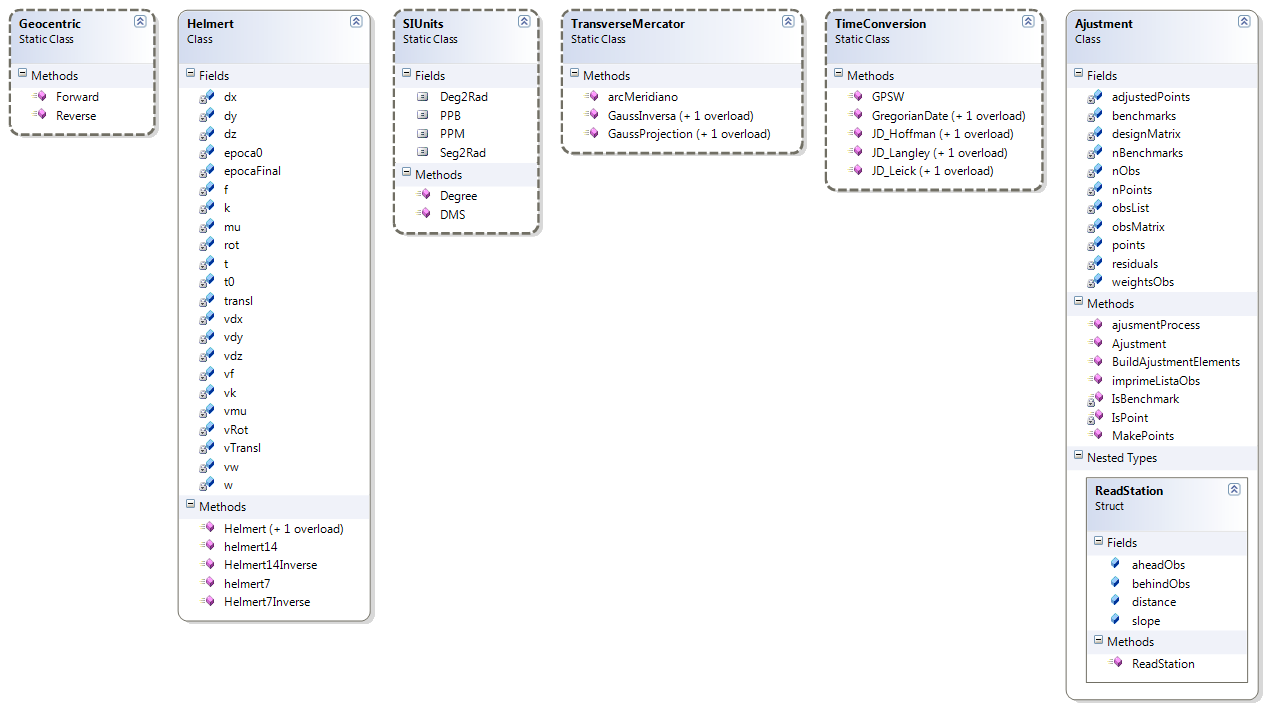 Geocentric
Static Class
Methods
Forward
Reverse
Helmert
Class
Fields
dx
dy
dz
epoca0
epocaFinal
f
k
mu
rot
t
t0
transl
vdx
vdy
vdz
vf
vk
vmu
vRot
vTransl
vw
w
Methods
Helmert (+ 1 overload)
helmert14
Helmert14Inverse
helmert7
Helmert7Inverse
SIUnits
Static Class
Fields
Deg2Rad
PPB
PPM
Seg2Rad
Methods
Degree
DMS
TransverseMercator
Static Class
Methods
arcMeridiano
GaussInversa (+ 1 overload)
GaussProjection (+ 1 overload)
TimeConversion
Static Class
Methods
GPSW
GregorianDate (+ 1 overload)
JD_Hoffman (+ 1 overload)
JD_Langley (+ 1 overload)
JD_Leick (+ 1 overload)
Ajustment
Class
Fields
adjustedPoints
benchmarks
designMatrix
nBenchmarks
nObs
nPoints
obsList
obsMatrix
points
residuals
weightsObs
Methods
ajusmentProcess
Ajustment
BuildAjustmentElements
imprimeListaObs
IsBenchmark
IsPoint
MakePoints
Nested Types
ReadStation
Struct
Fields
aheadObs
behindObs
distance
slope
Methods
ReadStation